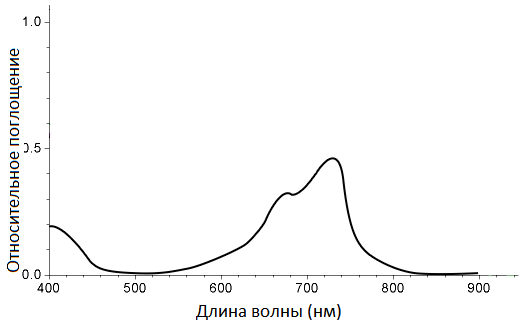 1.0
Относительное поглощение
0.5
0.0
400 500 600 700 800 900
Длина волны (нм)